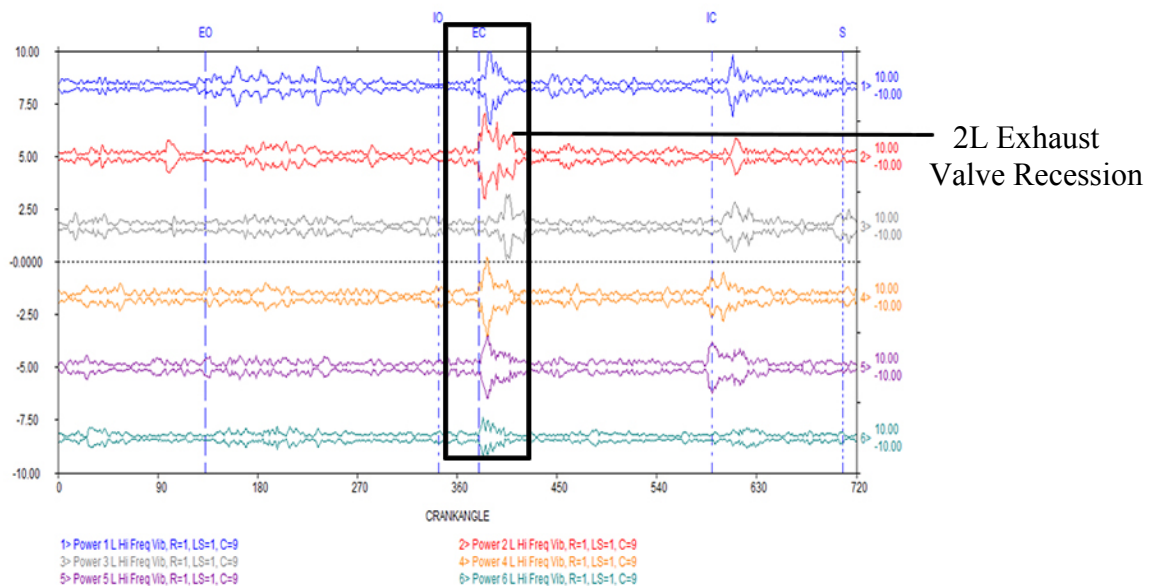 IO IC
EO EC S
10.00
10.00
1>
-10.00
7.50
2L Exhaust
Valve Recession
10.00
5.00 2>
-10.00
2.50
10.00
3>
-10.00
-0.0000
10.00
4>
-10.00
-2.50
10.00
-5.00 5>
-10.00
-7.50
10.00
6>
-10.00
-10.00
0 90 180 270 360 450 540 630 720
CRANKANGLE
1> Power 1 L Hi Freq Vib, R=1, LS=1, C=9 2> Power 2 L Hi Freq Vib, R=1, LS=1, C=9
3> Power 3 L Hi Freq Vib, R=1, LS=1, C=9 4> Power 4 L Hi Freq Vib, R=1, LS=1, C=9
5> Power 5 L Hi Freq Vib, R=1, LS=1, C=9 6> Power 6 L Hi Freq Vib, R=1, LS=1, C=9